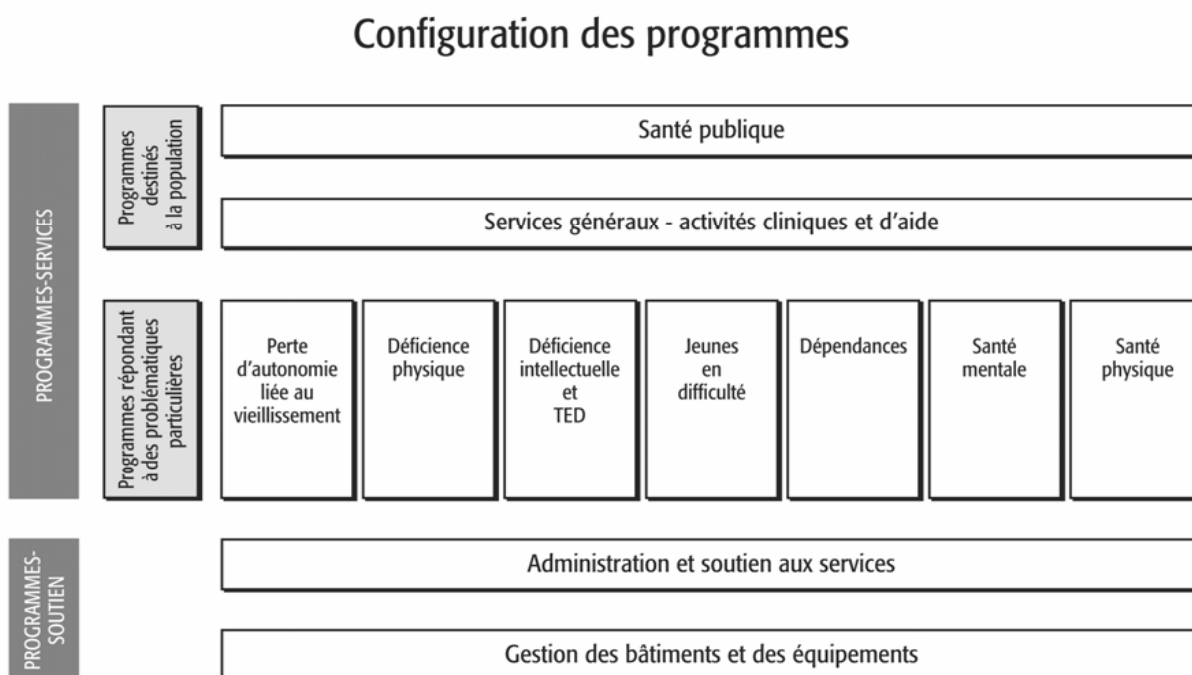 Configuration des programmes
PROGRAMMES-SERVICES
Programmes
destinés
à la population
Santé publique
Services généraux - activités cliniques et d'aide
Programmes répondant
à des problématiques
particulières
Perte
d'autonomie
liée au
vieillissement
Déficience
physique
Déficience
intellectuelle
et
TED
Jeunes
en
difficulté
Dépendances
Santé
mentale
Santé
physique
PROGRAMMES-
SOUTIEN
Administration et soutien aux services
Gestion des bâtiments et des équipements